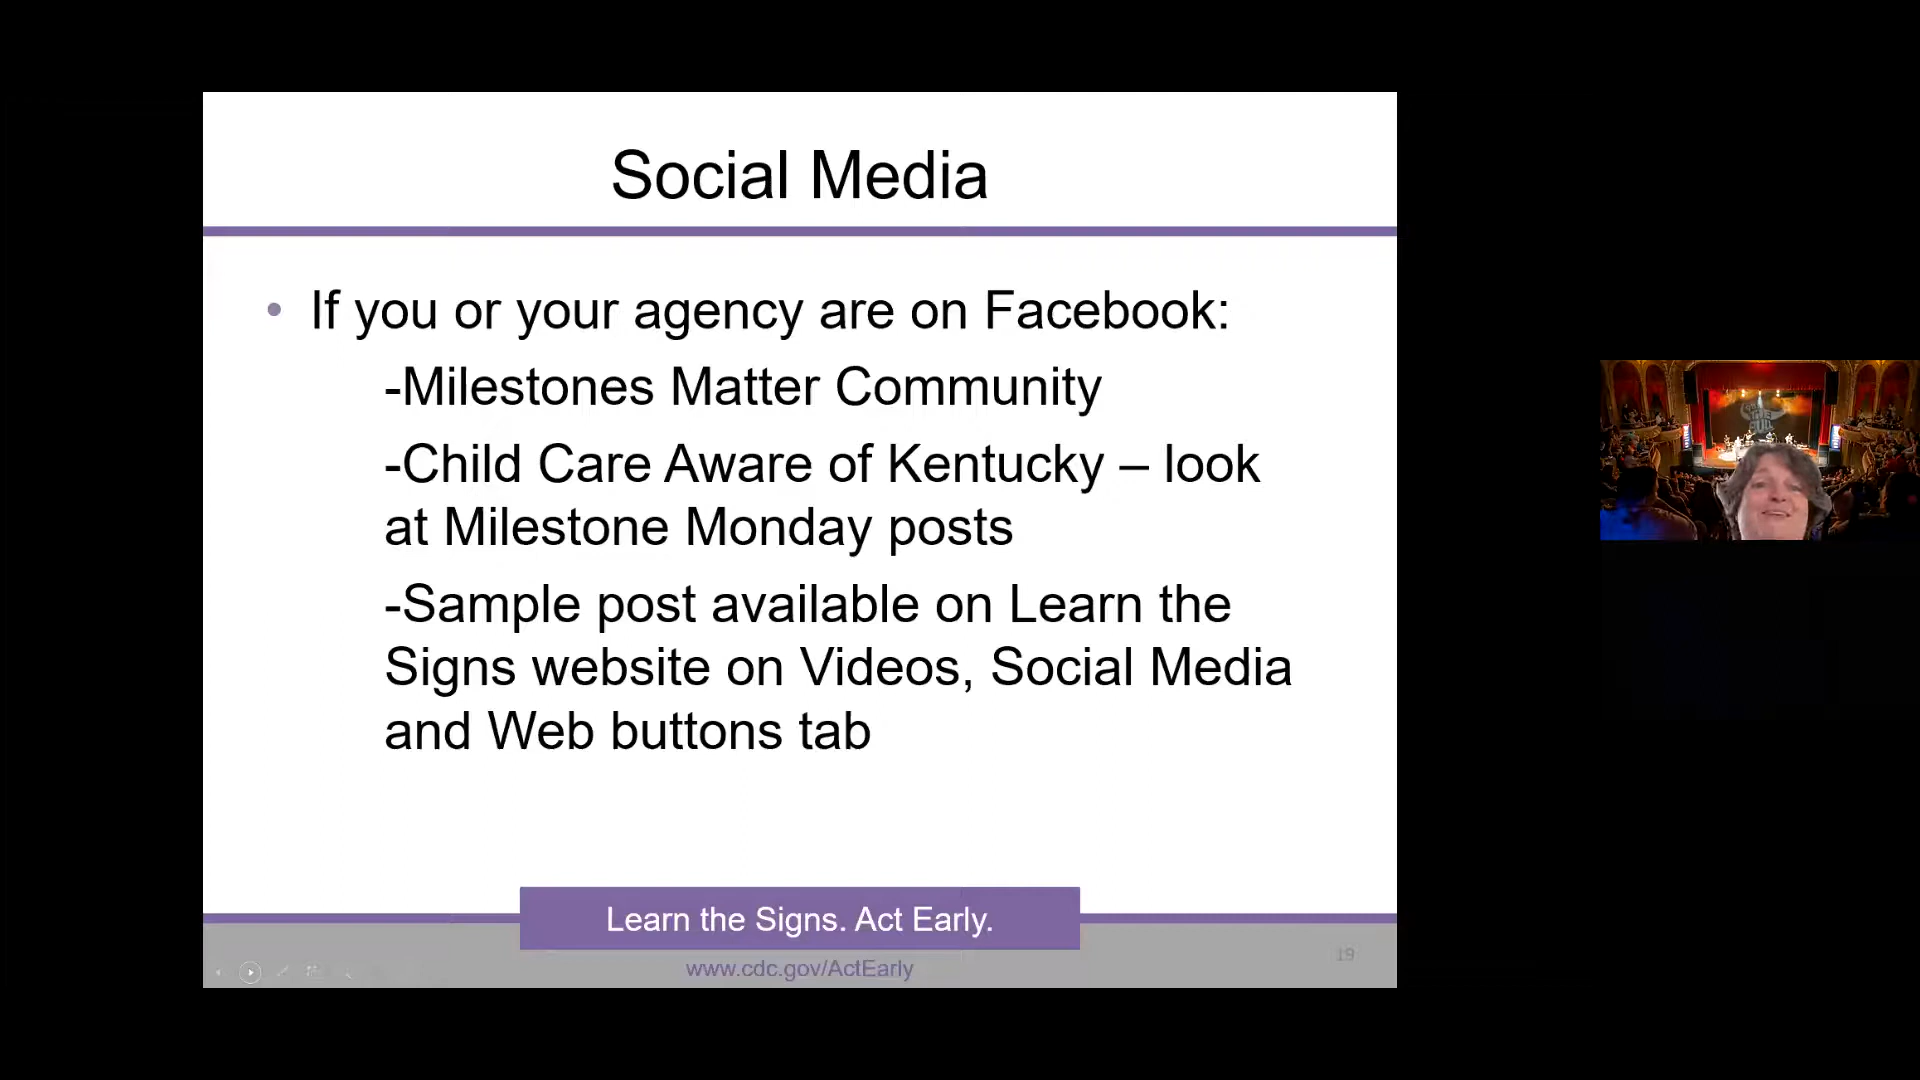 Social Media
• If you or your agency are on Facebook:
-Milestones Matter Community
-Child Care Aware of Kentucky – look
at Milestone Monday posts
-Sample post available on Learn the
Signs website on Videos, Social Media
and Web buttons tab
Learn the Signs. Act Early.
www.cdc.gov/ActEarly
19